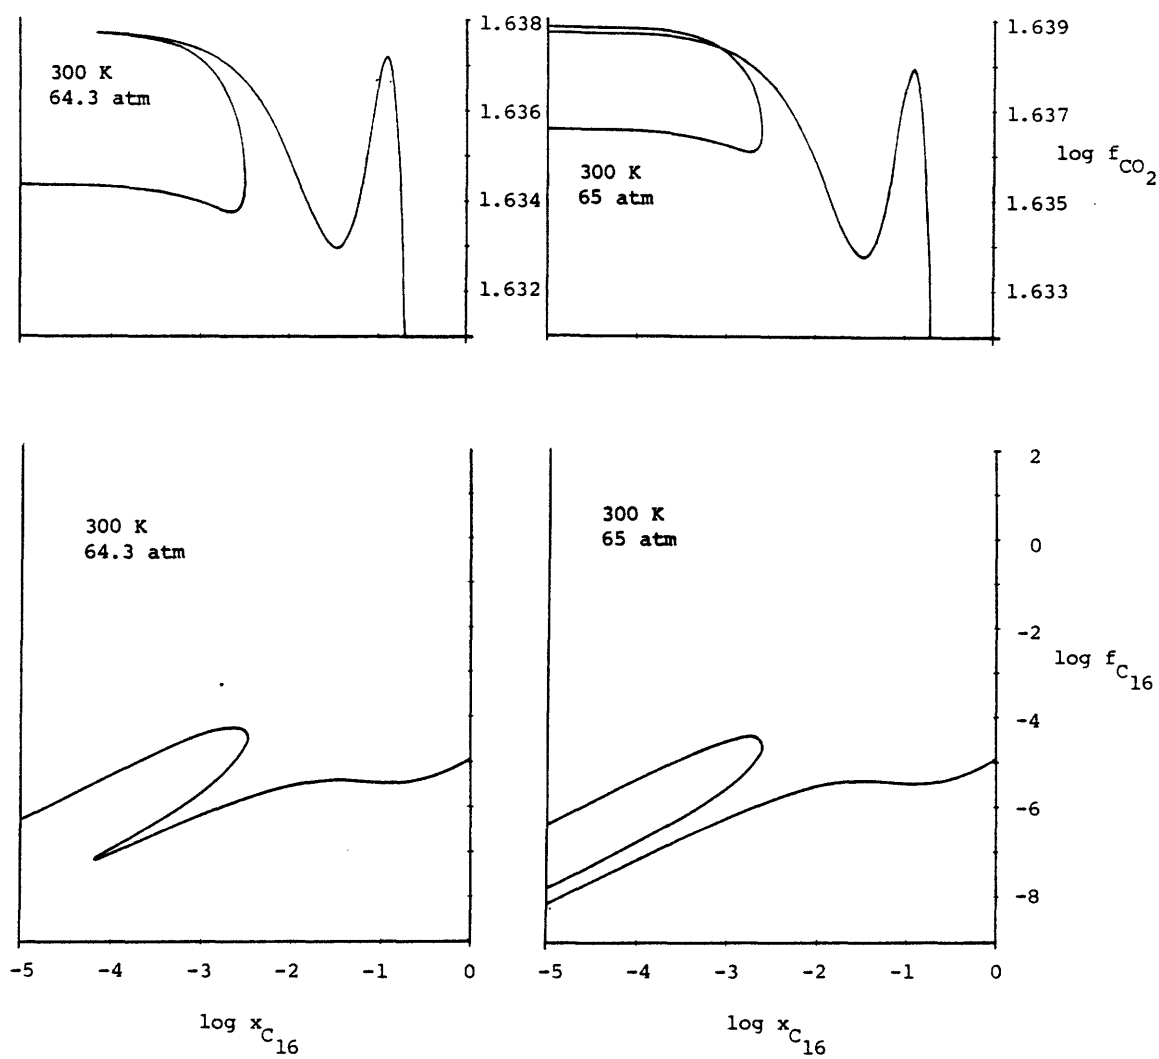 300 K
64.3 atm
1.638
1.636
1.634
1.632
300 K
65 atm
1.639
1.637
1.635
1.633
log f_CO2
300 K
64.3 atm
-5 -4 -3 -2 -1 0
log x_C16
300 K
65 atm
2
0
-2
-4
-6
-8
log f_C16
-5 -4 -3 -2 -1 0
log x_C16